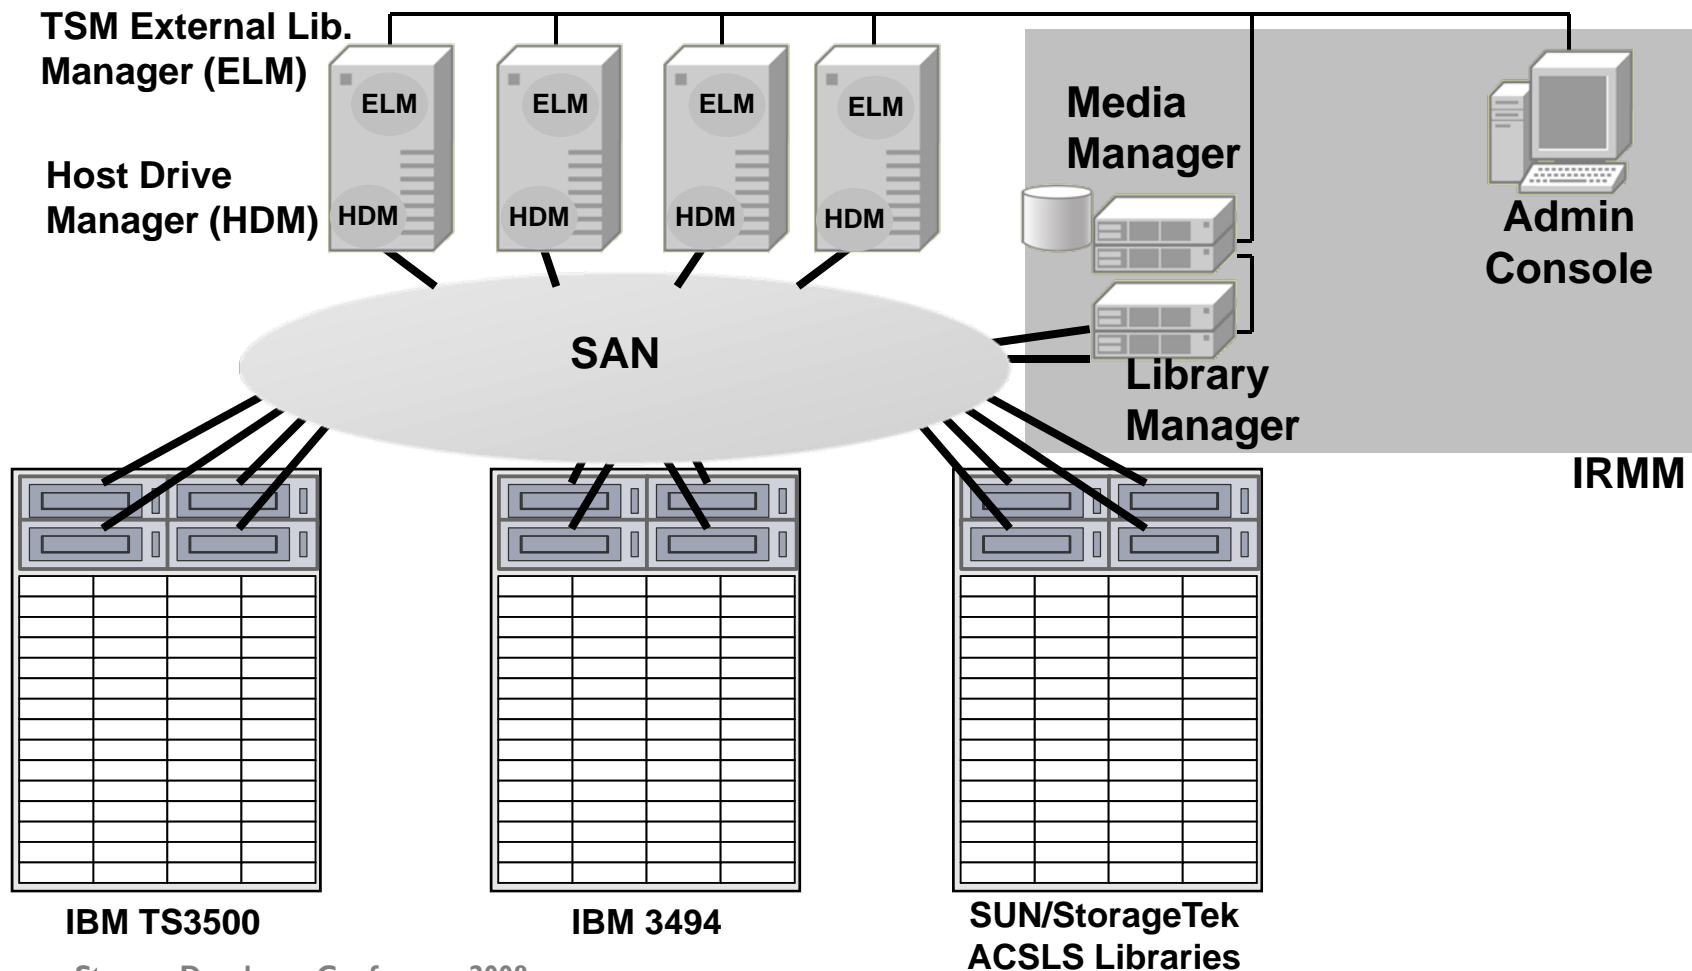 TSM External Lib.
Manager (ELM)
ELM
ELM
ELM
ELM
Media
Manager
Host Drive
Manager (HDM)
HDM
HDM
HDM
HDM
Admin
Console
SAN
Library
Manager
IRMM
IBM TS3500
IBM 3494
SUN/StorageTek
ACSLS Libraries
2008